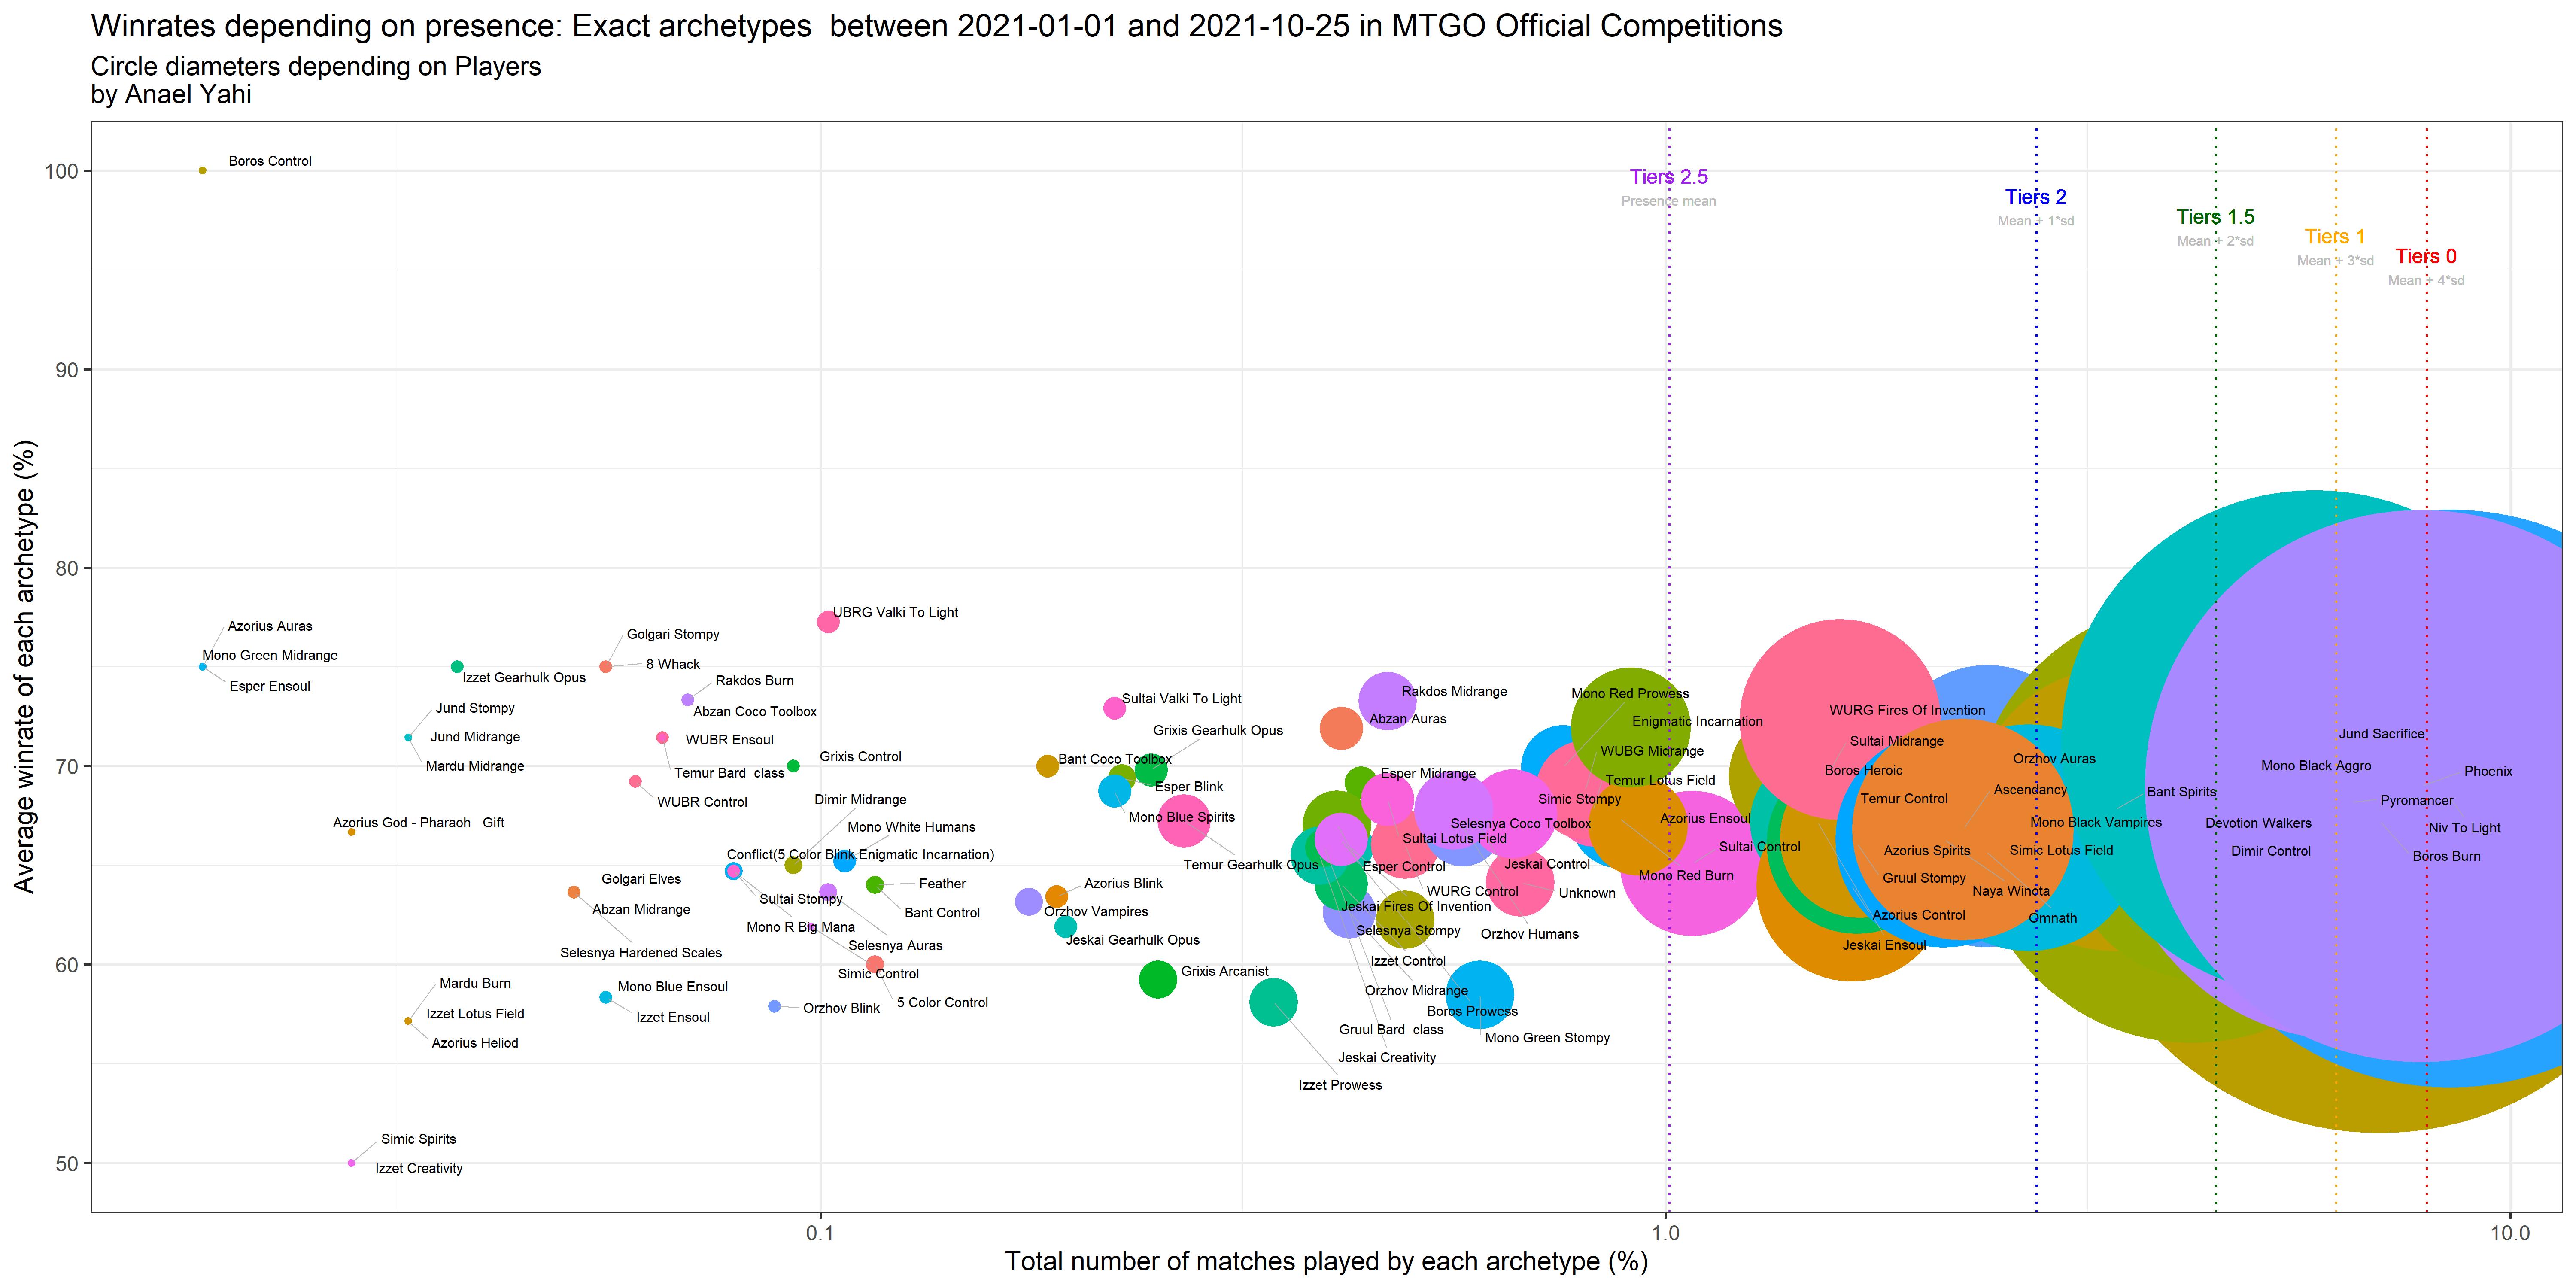 Winrates depending on presence: Exact archetypes  between 2021-01-01 and 2021-10-25 in MTGO Official Competitions
Circle diameters depending on Players
by Anael Yahi
Average winrate of each archetype (%)
100
90
80
70
60
50
Boros Control
Tiers 2.5
Presence mean
Tiers 2
Mean + 1*sd
Tiers 1.5
Mean + 2*sd
Tiers 1
Mean + 3*sd
Tiers 0
Mean + 4*sd
UBRG Valki To Light
Azorius Auras
Golgari Stompy
Mono Green Midrange
8 Whack
Izzet Gearhulk Opus
Rakdos Burn
Esper Ensoul
Rakdos Midrange
Mono Red Prowess
Sultai Valki To Light
Jund Stompy
Abzan Coco Toolbox
WURG Fires Of Invention
Abzan Auras
Enigmatic Incarnation
Grixis Gearhulk Opus
Jund Sacrifice
Jund Midrange
WUBR Ensoul
Sultai Midrange
WUBG Midrange
Grixis Control
Bant Coco Toolbox
Orzhov Auras
Mardu Midrange
Mono Black Aggro
Temur Bard  class
Esper Midrange
Boros Heroic
Phoenix
Temur Lotus Field
Esper Blink
Ascendancy
Bant Spirits
WUBR Control
Dimir Midrange
Simic Stompy
Temur Control
Pyromancer
Mono Blue Spirits
Azorius Ensoul
Azorius God - Pharaoh   Gift
Mono White Humans
Selesnya Coco Toolbox
Mono Black Vampires
Devotion Walkers
Niv To Light
Sultai Lotus Field
Sultai Control
Conflict(5 Color Blink,Enigmatic Incarnation)
Azorius Spirits
Simic Lotus Field
Dimir Control
Boros Burn
Temur Gearhulk Opus
Esper Control
Jeskai Control
Golgari Elves
Feather
Azorius Blink
Mono Red Burn
Gruul Stompy
WURG Control
Unknown
Naya Winota
Sultai Stompy
Abzan Midrange
Bant Control
Orzhov Vampires
Jeskai Fires Of Invention
Azorius Control
Omnath
Mono R Big Mana
Selesnya Stompy
Orzhov Humans
Selesnya Auras
Jeskai Gearhulk Opus
Jeskai Ensoul
Selesnya Hardened Scales
Izzet Control
Simic Control
Grixis Arcanist
Mardu Burn
Mono Blue Ensoul
Orzhov Midrange
5 Color Control
Orzhov Blink
Boros Prowess
Izzet Lotus Field
Izzet Ensoul
Gruul Bard  class
Mono Green Stompy
Azorius Heliod
Jeskai Creativity
Izzet Prowess
Simic Spirits
Izzet Creativity
0.1
1.0
10.0
Total number of matches played by each archetype (%)